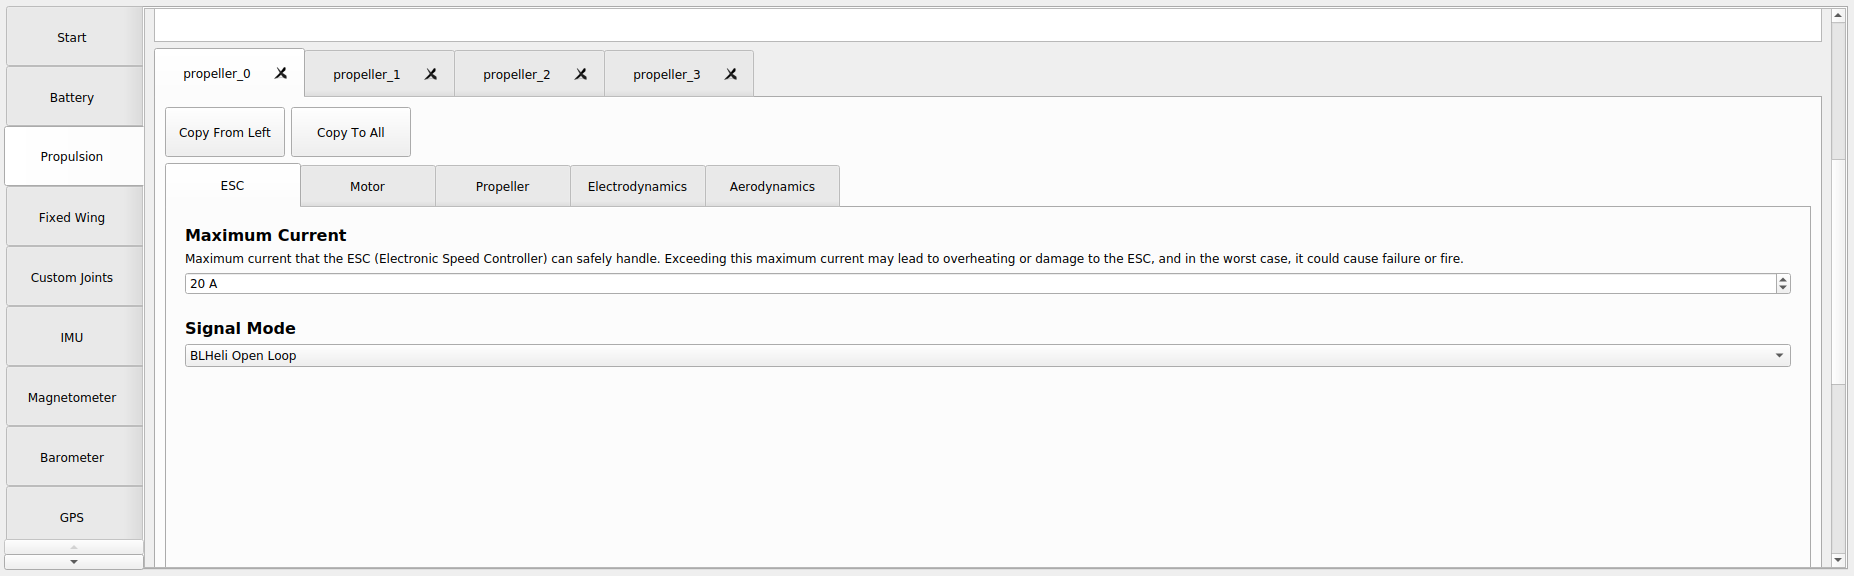 Start
Battery
Propulsion
Fixed Wing
Custom Joints
IMU
Magnetometer
Barometer
GPS
propeller_0
propeller_1
propeller_2
propeller_3
Copy From Left
Copy To All
ESC
Motor
Propeller
Electrodynamics
Aerodynamics
Maximum Current
Maximum current that the ESC (Electronic Speed Controller) can safely handle. Exceeding this maximum current may lead to overheating or damage to the ESC, and in the worst case, it could cause failure or fire.
20 A
Signal Mode
BLHeli Open Loop